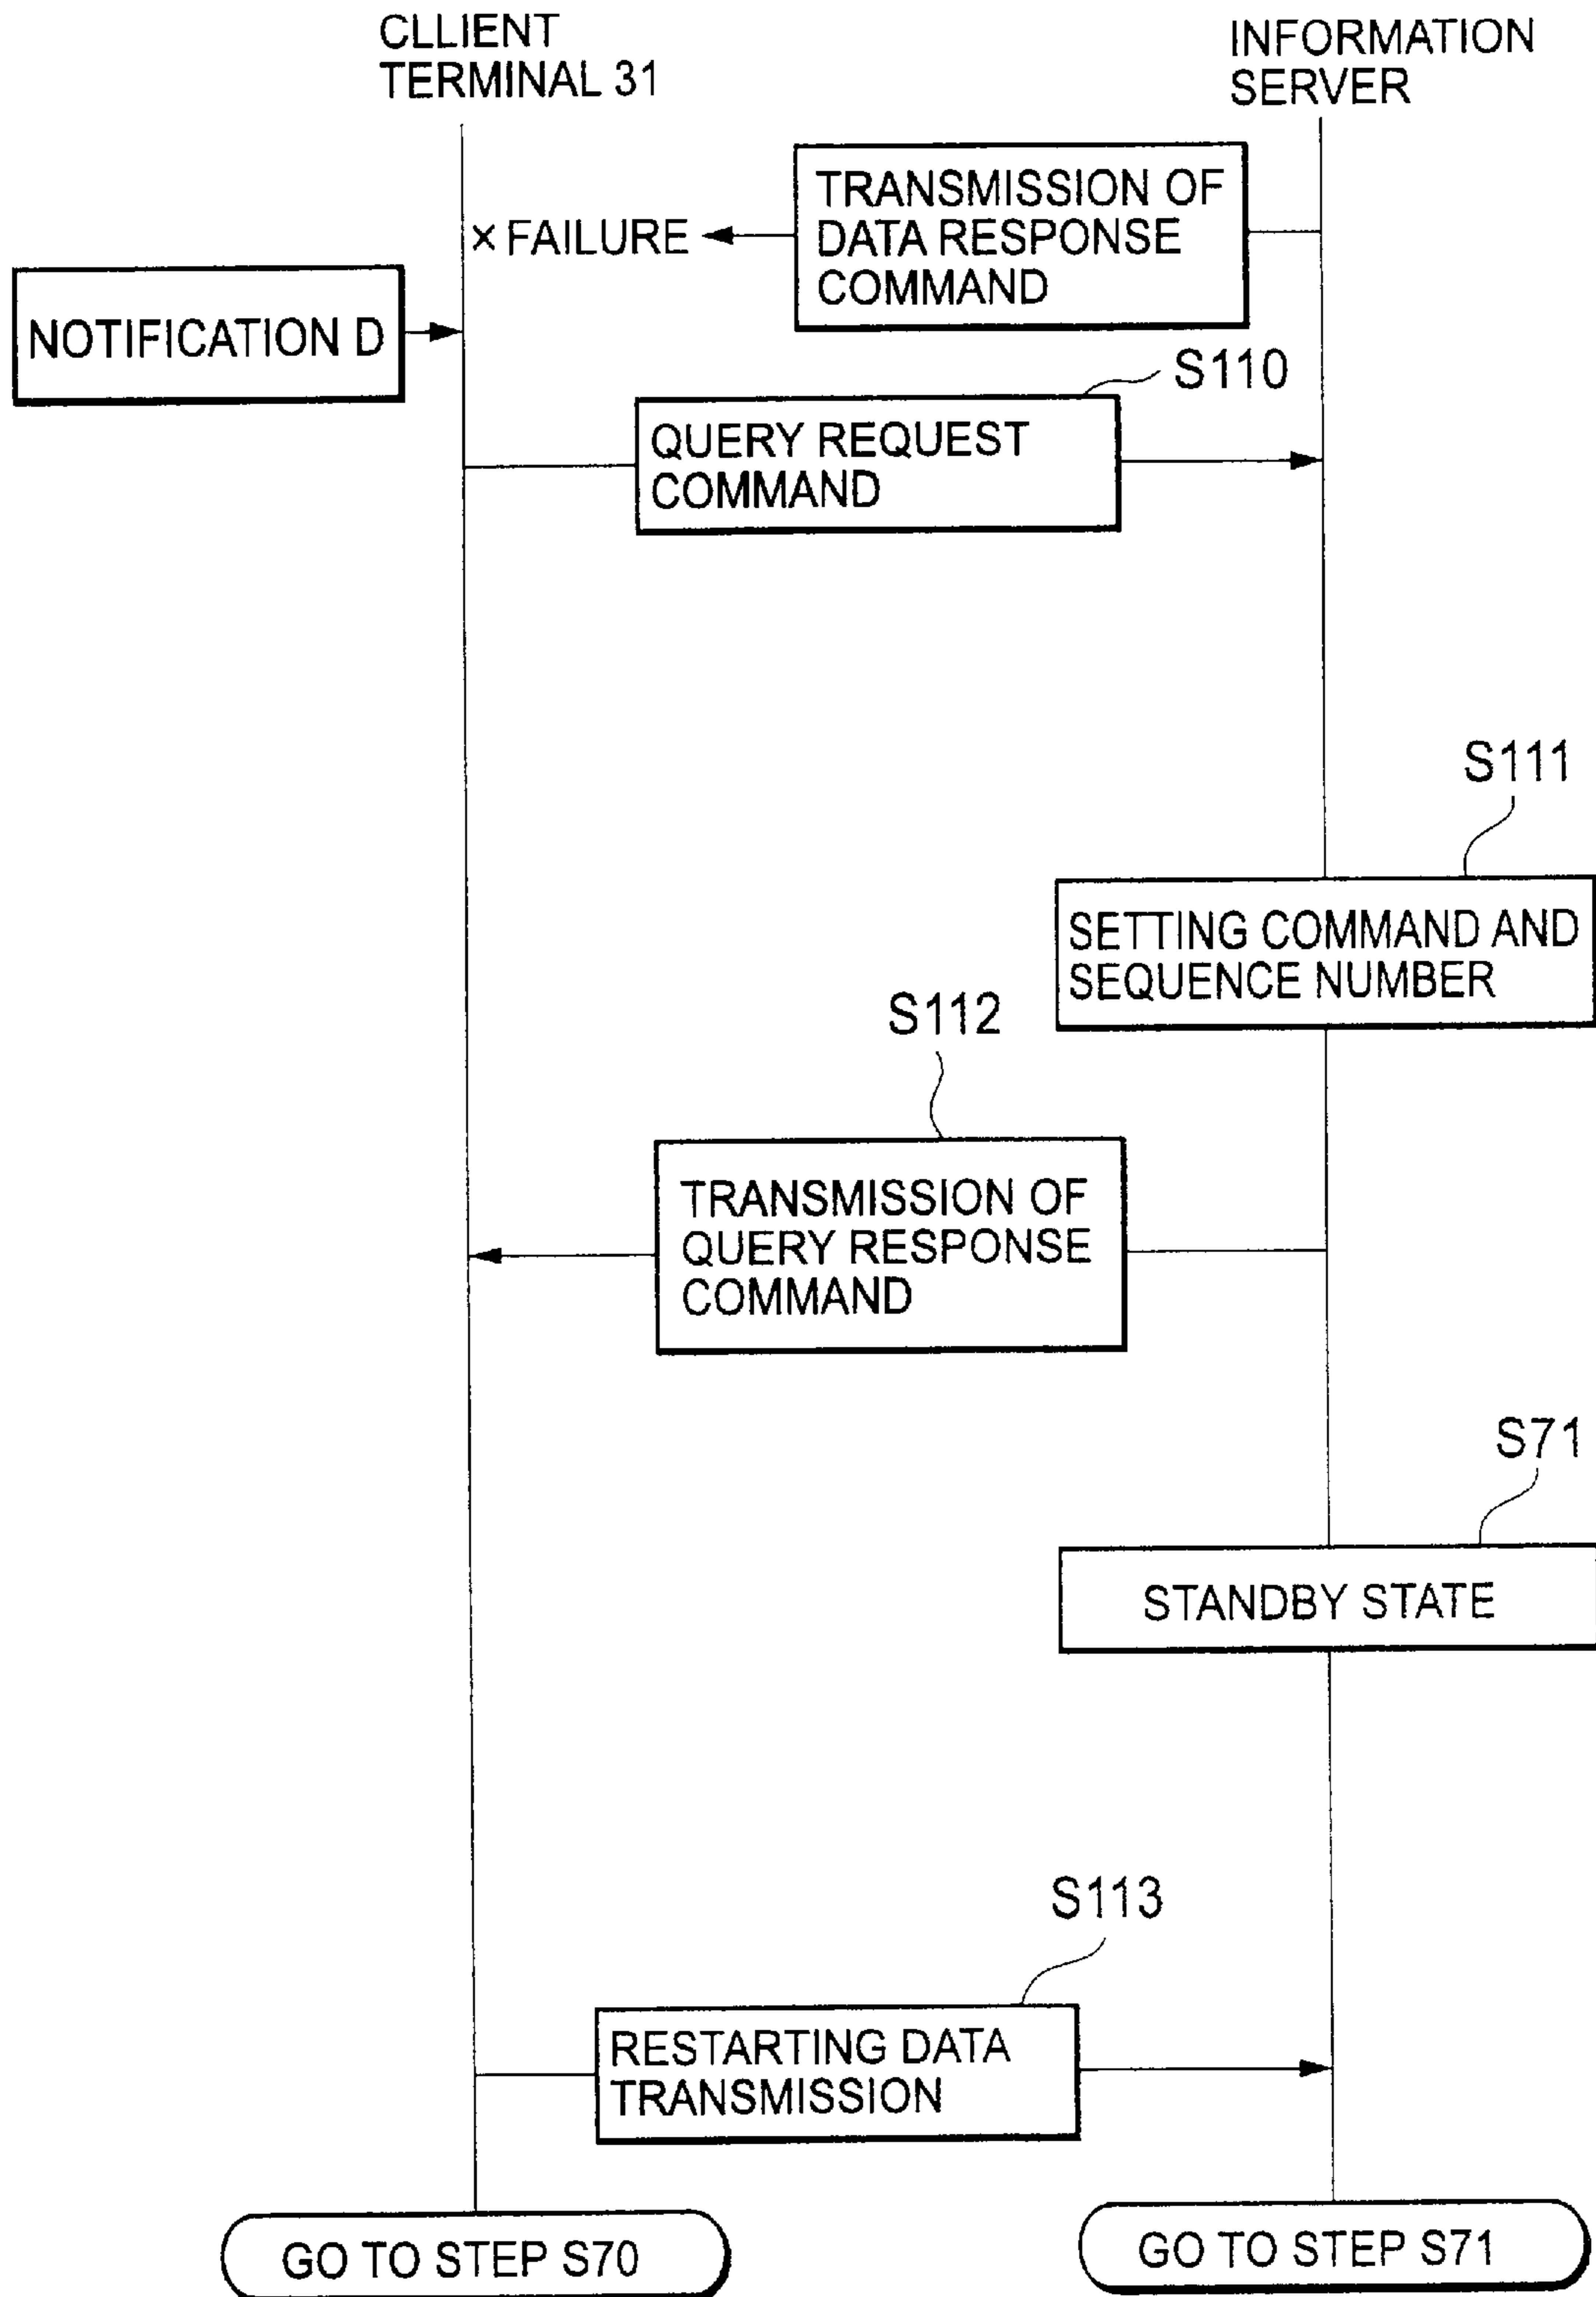 CLLIENT
TERMINAL 31
INFORMATION
SERVER
TRANSMISSION OF
DATA RESPONSE
COMMAND
× FAILURE
NOTIFICATION D
S110
QUERY REQUEST
COMMAND
S111
SETTING COMMAND AND
SEQUENCE NUMBER
S112
TRANSMISSION OF
QUERY RESPONSE
COMMAND
S71
STANDBY STATE
S113
RESTARTING DATA
TRANSMISSION
GO TO STEP S70
GO TO STEP S71